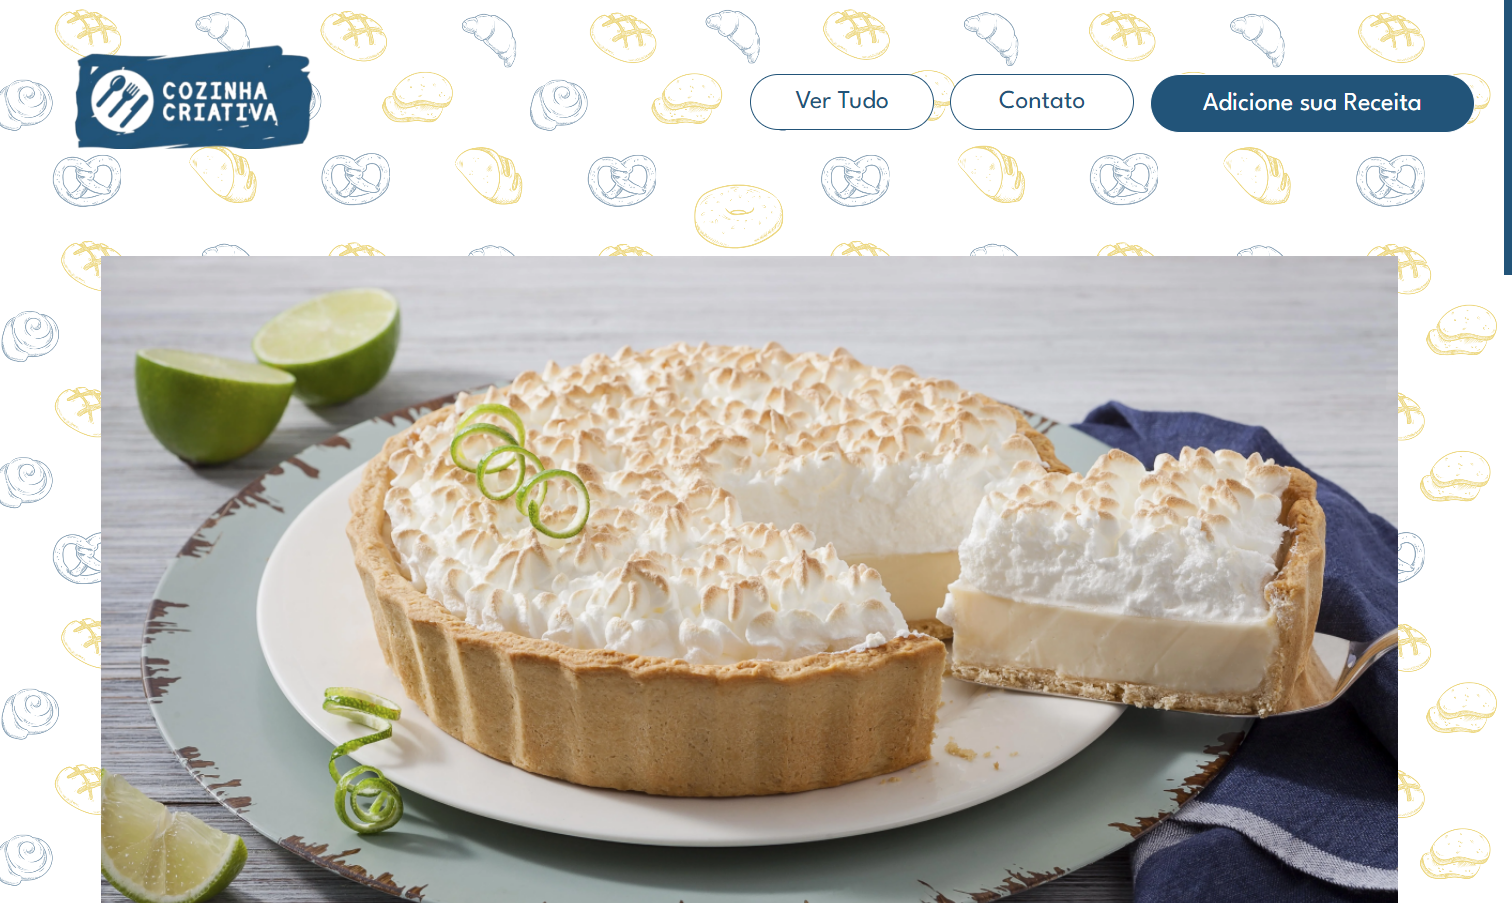 COZINHA
CRIATIVA
Ver Tudo
Contato
Adicione sua Receita